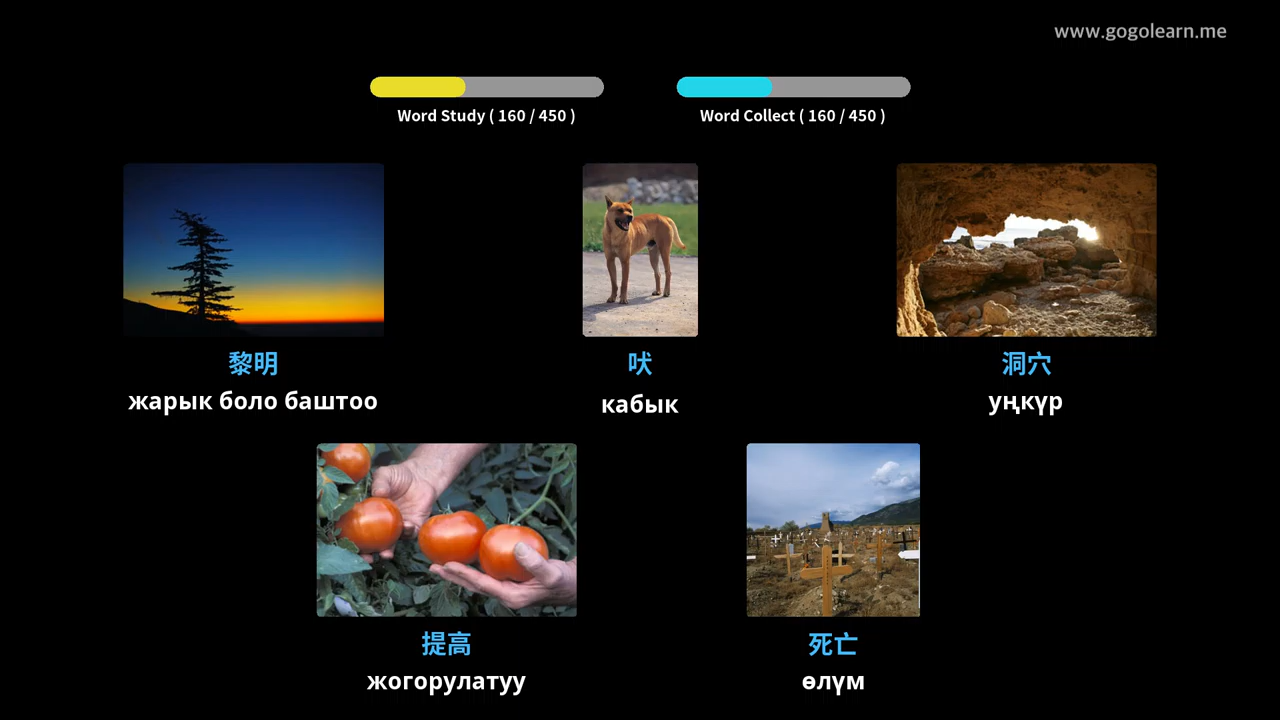 www.gogolearn.me
Word Study ( 160 / 450 )
Word Collect ( 160 / 450 )
黎明
жарык боло баштоо
吠
кабык
洞穴
уңкүр
提高
жогорулатуу
死亡
өлүм